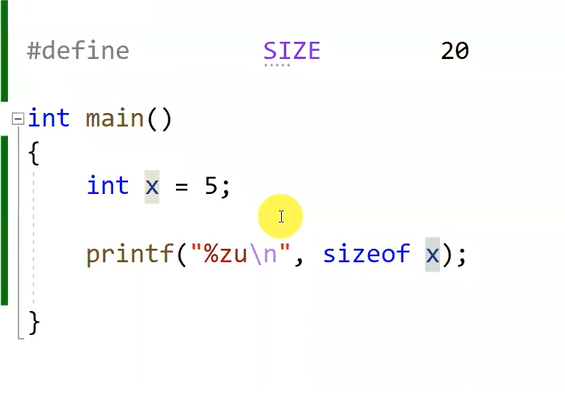 #define SIZE 20
int main()
{
int x = 5;
printf("%zu\n", sizeof x);
}